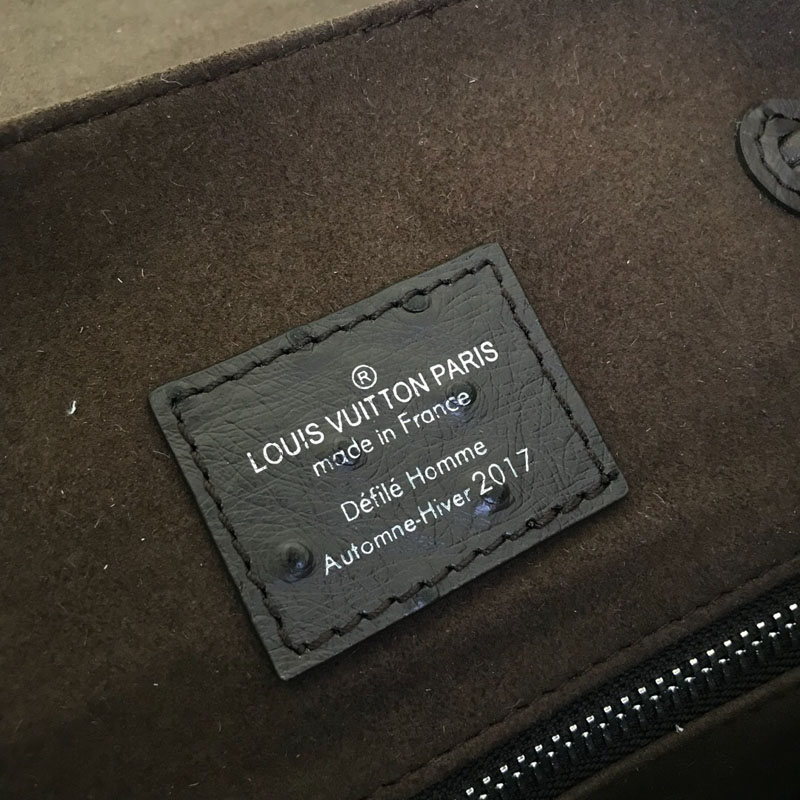 ®
LOUIS VUITTON PARIS
made in France
Défilé Homme
Automne-Hiver 2017